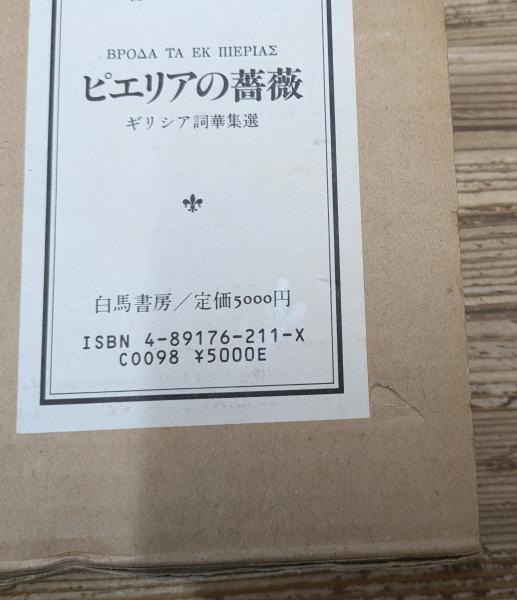 ΒΡΟΔΑ ΤΑ ΕΚ ΠΙΕΡΙΑΣ
ピエリアの薔薇
ギリシア詞華集選
白馬書房／定価5000円
ISBN 4-89176-211-X
C0098 ¥5000E